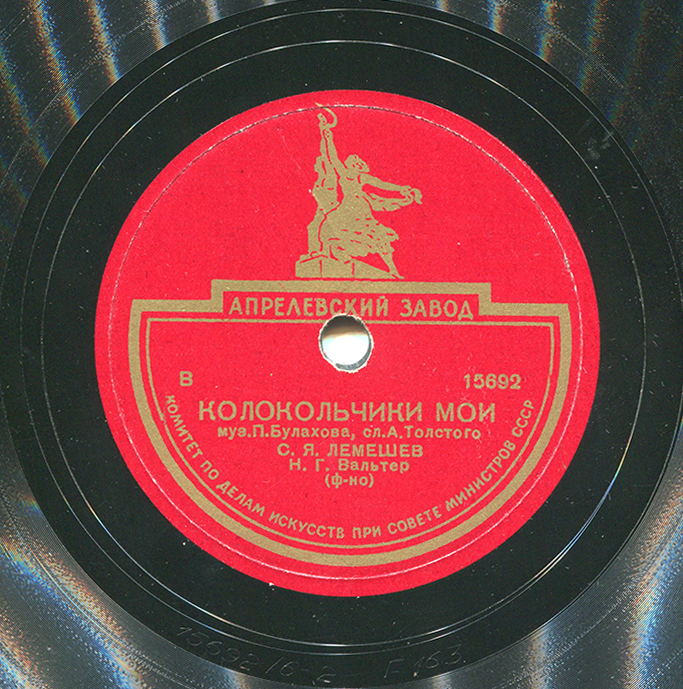 АПРЕЛЕВСКИЙ ЗАВОД
В 15692
КОЛОКОЛЬЧИКИ МОИ
муз.П.Булахова, сл.А.Толстого
С. Я. ЛЕМЕШЕВ
Н. Г. Вальтер
(ф-но)
КОМИТЕТ ПО ДЕЛАМ ИСКУССТВ ПРИ СОВЕТЕ МИНИСТРОВ СССР